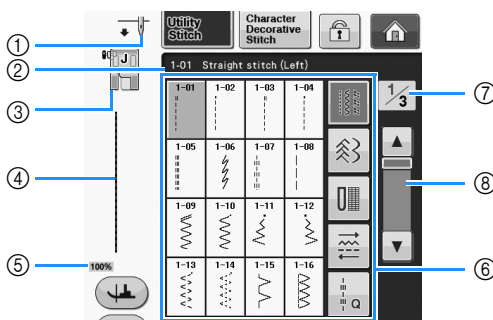 Utility
Stitch
Character
Decorative
Stitch
①
②
1-01 Straight stitch (Left)
J
③
1-01 1-02 1-03 1-04
1/3
⑦
④
1-05 1-06 1-07 1-08
⑧
1-09 1-10 1-11 1-12
⑤
100%
⑥
1-13 1-14 1-15 1-16
Q